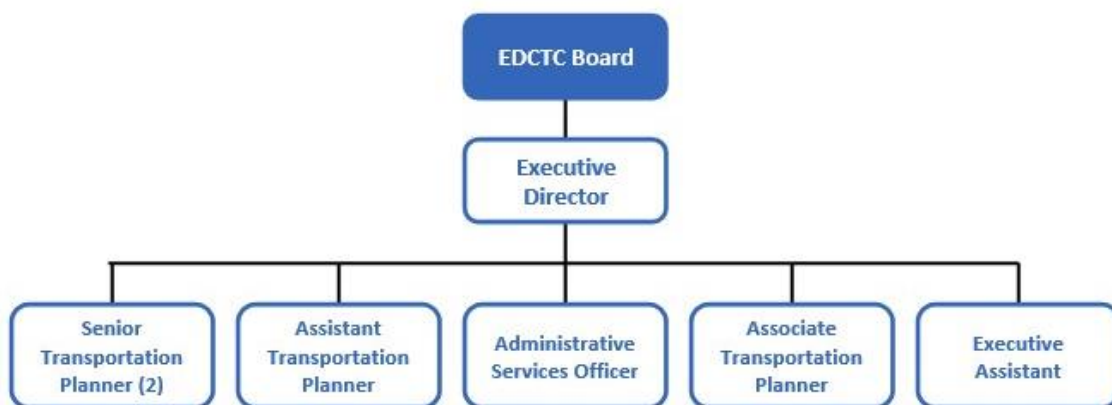 EDCTC Board
Executive
Director
Senior
Transportation
Planner (2)
Assistant
Transportation
Planner
Administrative
Services Officer
Associate
Transportation
Planner
Executive
Assistant